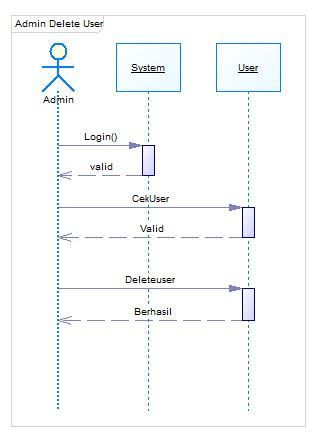 Admin Delete User
System
User
Admin
Login()
valid
CekUser
Valid
Deleteuser
Berhasil